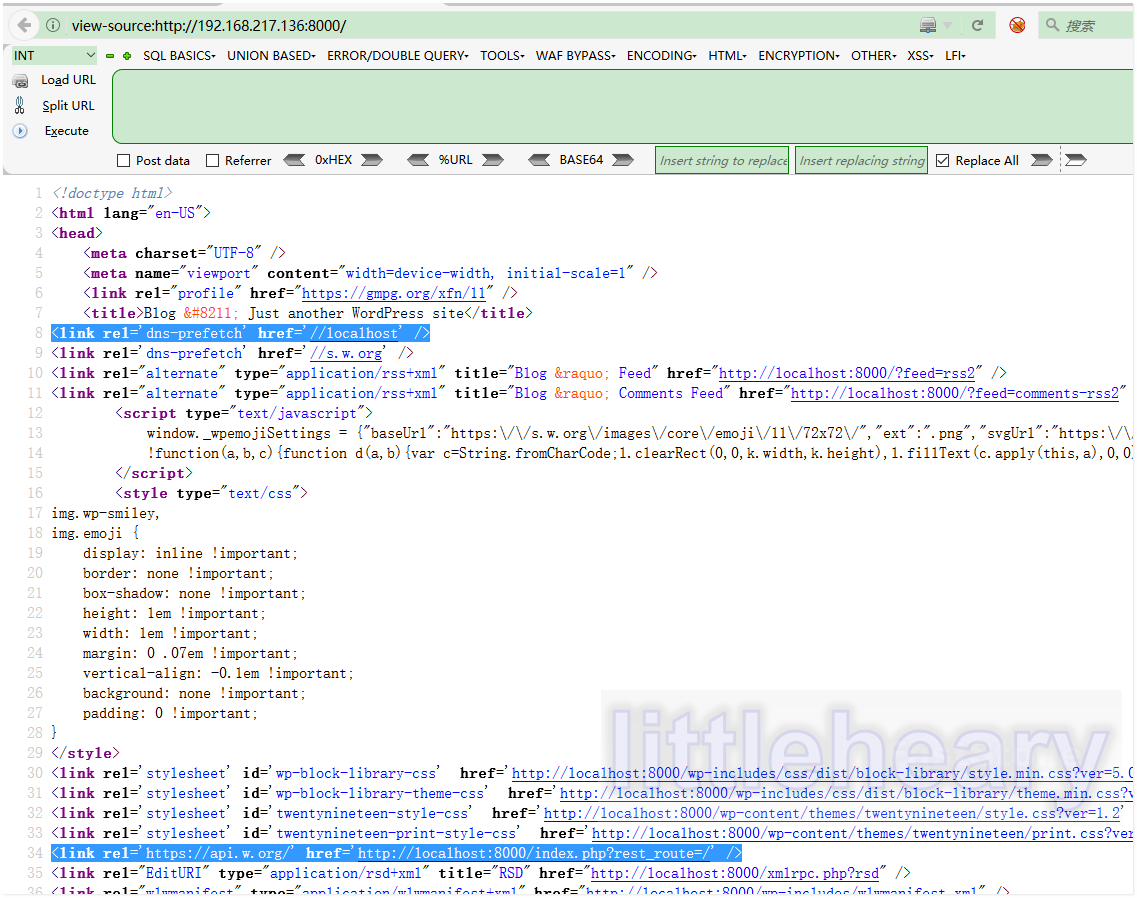 view-source:http://192.168.217.136:8000/ 搜索
INT SQL BASICS UNION BASED ERROR/DOUBLE QUERY TOOLS WAF BYPASS ENCODING HTML ENCRYPTION OTHER XSS LFI
Load URL
Split URL
Execute
Post data Referrer 0xHEX %URL BASE64 Insert string to replace Insert replacing string Replace All
1 <!doctype html>
2 <html lang="en-US">
3 <head>
4 <meta charset="UTF-8" />
5 <meta name="viewport" content="width=device-width, initial-scale=1" />
6 <link rel="profile" href="https://gmpg.org/xfn/11" />
7 <title>Blog &#8211; Just another WordPress site</title>
8 <link rel='dns-prefetch' href='//localhost' />
9 <link rel='dns-prefetch' href='//s.w.org' />
10 <link rel="alternate" type="application/rss+xml" title="Blog &raquo; Feed" href="http://localhost:8000/?feed=rss2" />
11 <link rel="alternate" type="application/rss+xml" title="Blog &raquo; Comments Feed" href="http://localhost:8000/?feed=comments-rss2"
12 <script type="text/javascript">
13 window._wpemojiSettings = {"baseUrl":"https:\/\/s.w.org\/images\/core\/emoji\/11\/72x72\/","ext":".png","svgUrl":"https:\/\
14 !function(a,b,c){function d(a,b){var c=String.fromCharCode;l.clearRect(0,0,k.width,k.height),l.fillText(c.apply(this,a),0,0)
15 </script>
16 <style type="text/css">
17 img.wp-smiley,
18 img.emoji {
19 display: inline !important;
20 border: none !important;
21 box-shadow: none !important;
22 height: 1em !important;
23 width: 1em !important;
24 margin: 0 .07em !important;
25 vertical-align: -0.1em !important;
26 background: none !important;
27 padding: 0 !important;
28 }
29 </style>
30 <link rel='stylesheet' id='wp-block-library-css' href='http://localhost:8000/wp-includes/css/dist/block-library/style.min.css?ver=5.0
31 <link rel='stylesheet' id='wp-block-library-theme-css' href='http://localhost:8000/wp-includes/css/dist/block-library/theme.min.css?v
32 <link rel='stylesheet' id='twentynineteen-style-css' href='http://localhost:8000/wp-content/themes/twentynineteen/style.css?ver=1.2'
33 <link rel='stylesheet' id='twentynineteen-print-style-css' href='http://localhost:8000/wp-content/themes/twentynineteen/print.css?ver
34 <link rel='https://api.w.org/' href='http://localhost:8000/index.php?rest_route=/' />
35 <link rel="EditURI" type="application/rsd+xml" title="RSD" href="http://localhost:8000/xmlrpc.php?rsd" />
36 <link rel="wlwmanifest" type="application/wlwmanifest+xml" href="http://localhost:8000/wp-includes/wlwmanifest.xml" />
littleheary